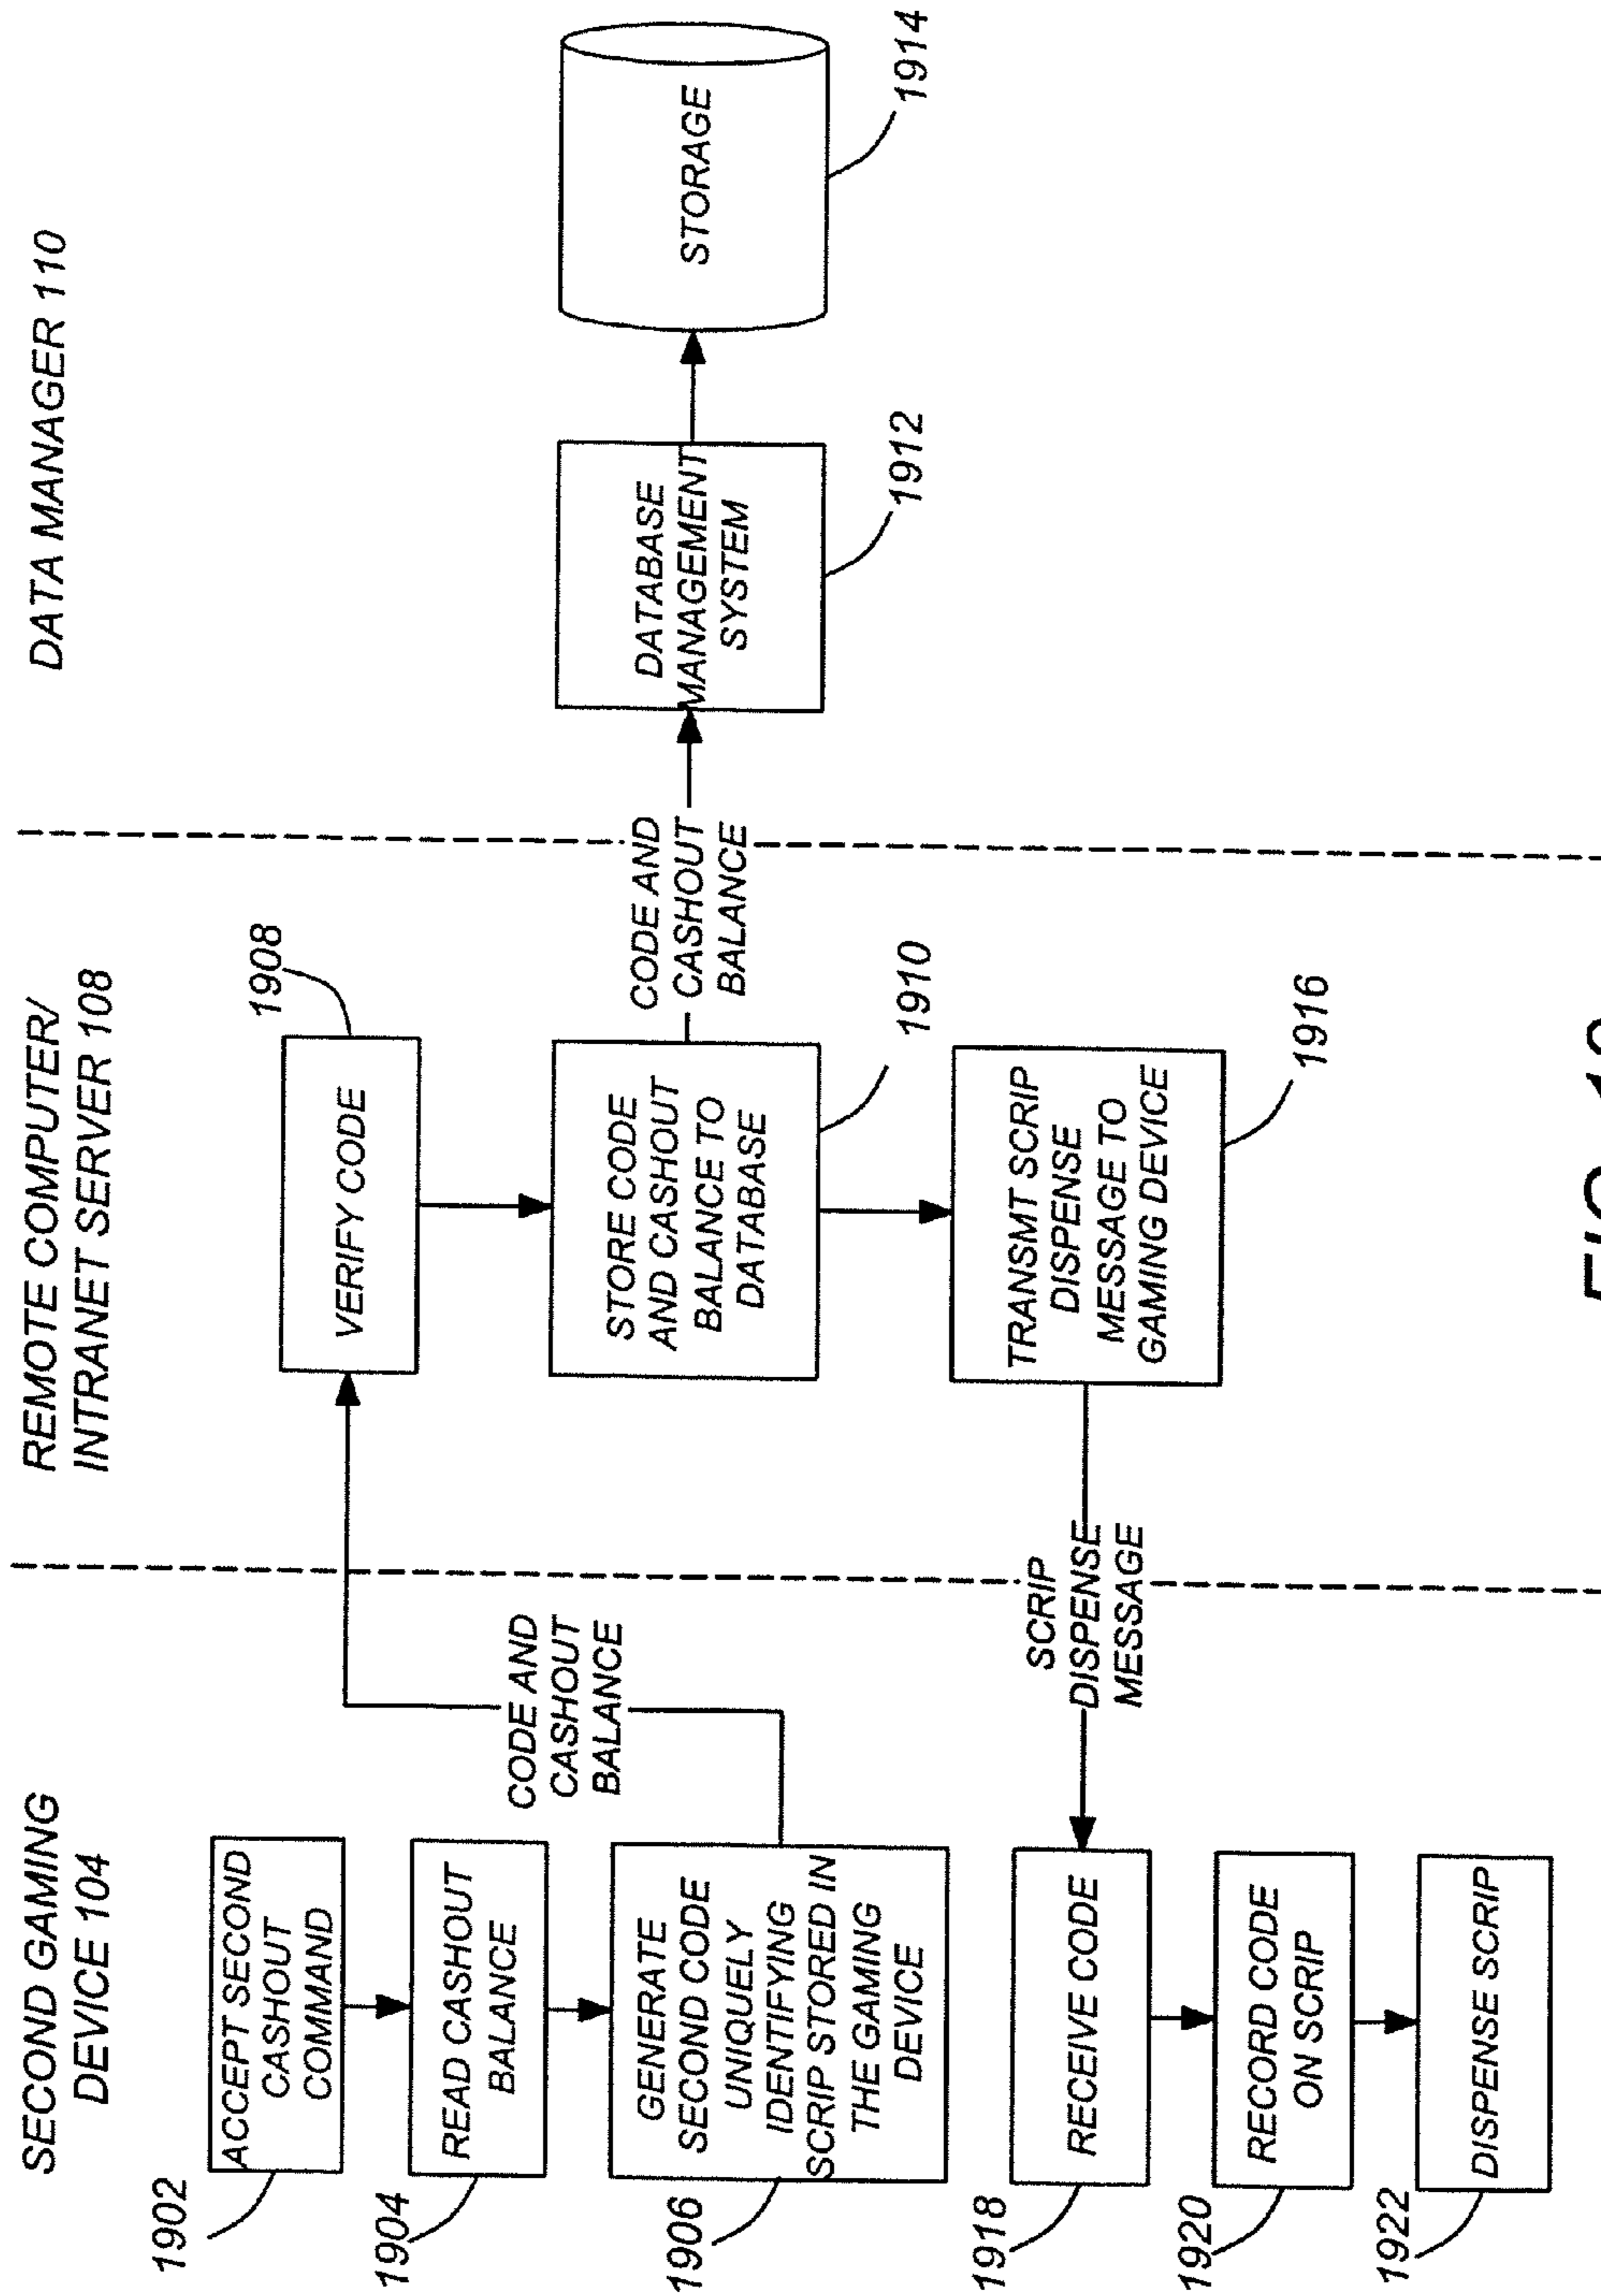 SECOND GAMING
DEVICE 104
1902
ACCEPT SECOND
CASHOUT
COMMAND
1904
READ CASHOUT
BALANCE
1906
GENERATE
SECOND CODE
UNIQUELY
IDENTIFYING
SCRIP STORED IN
THE GAMING
DEVICE
CODE AND
CASHOUT
BALANCE
1918
RECEIVE CODE
1920
RECORD CODE
ON SCRIP
1922
DISPENSE SCRIP
SCRIP
DISPENSE
MESSAGE
REMOTE COMPUTER/
INTRANET SERVER 108
1908
VERIFY CODE
STORE CODE
AND CASHOUT
BALANCE TO
DATABASE
1910
TRANSMT SCRIP
DISPENSE
MESSAGE TO
GAMING DEVICE
1916
CODE AND
CASHOUT
BALANCE
DATA MANAGER 110
DATABASE
MANAGEMENT
SYSTEM
1912
STORAGE
1914